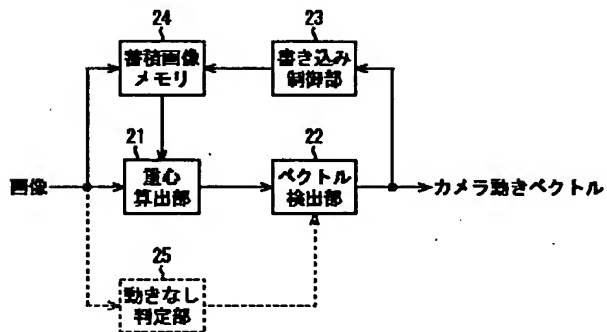 24
蓄積画像
メモリ
23
書き込み
制御部
21
重心
算出部
22
ベクトル
検出部
画像
カメラ動きベクトル
25
動きなし
判定部